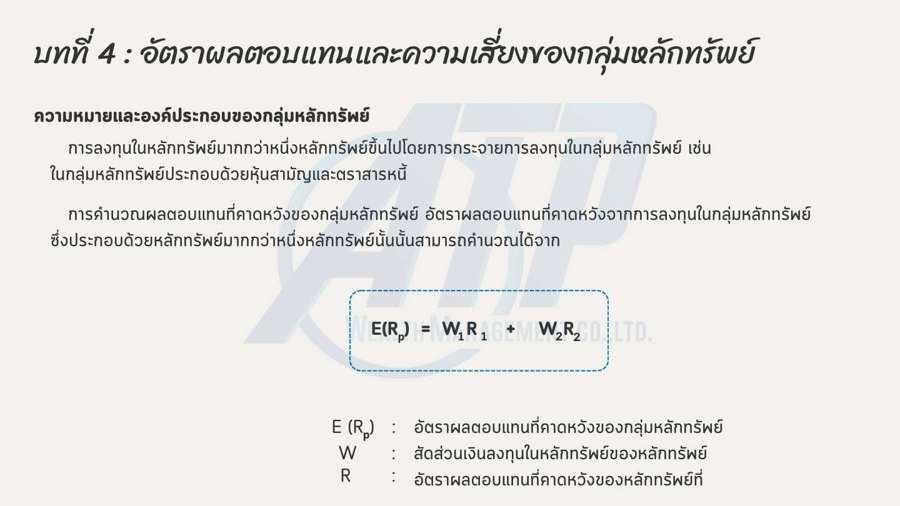 บทที่ 4 : อัตราผลตอบแทนและความเสี่ยงของกลุ่มหลักทรัพย์
ความหมายและองค์ประกอบของกลุ่มหลักทรัพย์
การลงทุนในหลักทรัพย์มากกว่าหนึ่งหลักทรัพย์ขึ้นไปโดยการกระจายการลงทุนในกลุ่มหลักทรัพย์ เช่น
ในกลุ่มหลักทรัพย์ประกอบด้วยหุ้นสามัญและตราสารหนี้
การคำนวณผลตอบแทนที่คาดหวังของกลุ่มหลักทรัพย์ อัตราผลตอบแทนที่คาดหวังจากการลงทุนในกลุ่มหลักทรัพย์
ซึ่งประกอบด้วยหลักทรัพย์มากกว่าหนึ่งหลักทรัพย์นั้นนั้นสามารถคำนวณได้จาก
ATP
WEALTH MANAGEMENT CO.,LTD.
E(Rp) = W1R1 + W2R2
E (Rp) : อัตราผลตอบแทนที่คาดหวังของกลุ่มหลักทรัพย์
W : สัดส่วนเงินลงทุนในหลักทรัพย์ของหลักทรัพย์
R : อัตราผลตอบแทนที่คาดหวังของหลักทรัพย์ที่